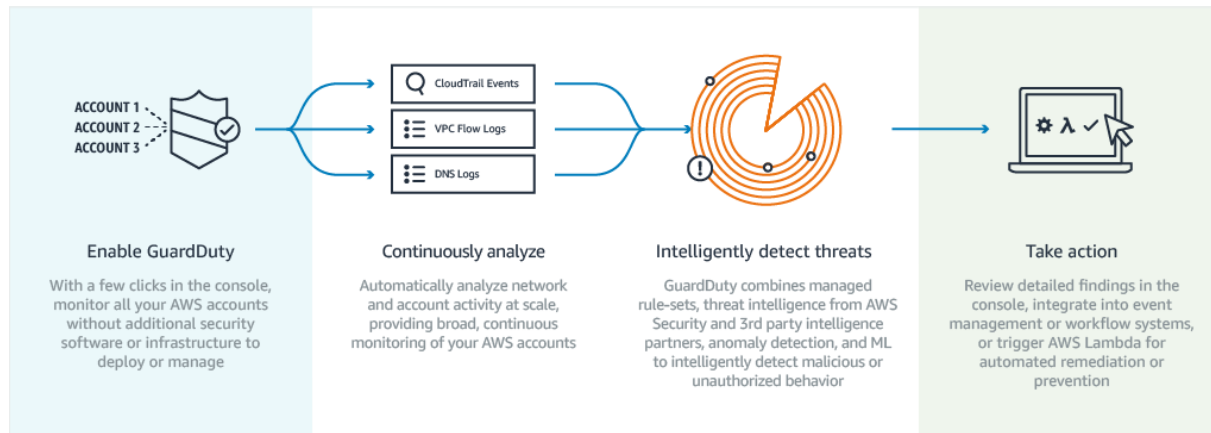 ACCOUNT 1
ACCOUNT 2
ACCOUNT 3
CloudTrail Events
VPC Flow Logs
DNS Logs
λ
Enable GuardDuty
With a few clicks in the console,
monitor all your AWS accounts
without additional security
software or infrastructure to
deploy or manage
Continuously analyze
Automatically analyze network
and account activity at scale,
providing broad, continuous
monitoring of your AWS accounts
Intelligently detect threats
GuardDuty combines managed
rule-sets, threat intelligence from AWS
Security and 3rd party intelligence
partners, anomaly detection, and ML
to intelligently detect malicious or
unauthorized behavior
Take action
Review detailed findings in the
console, integrate into event
management or workflow systems,
or trigger AWS Lambda for
automated remediation or
prevention